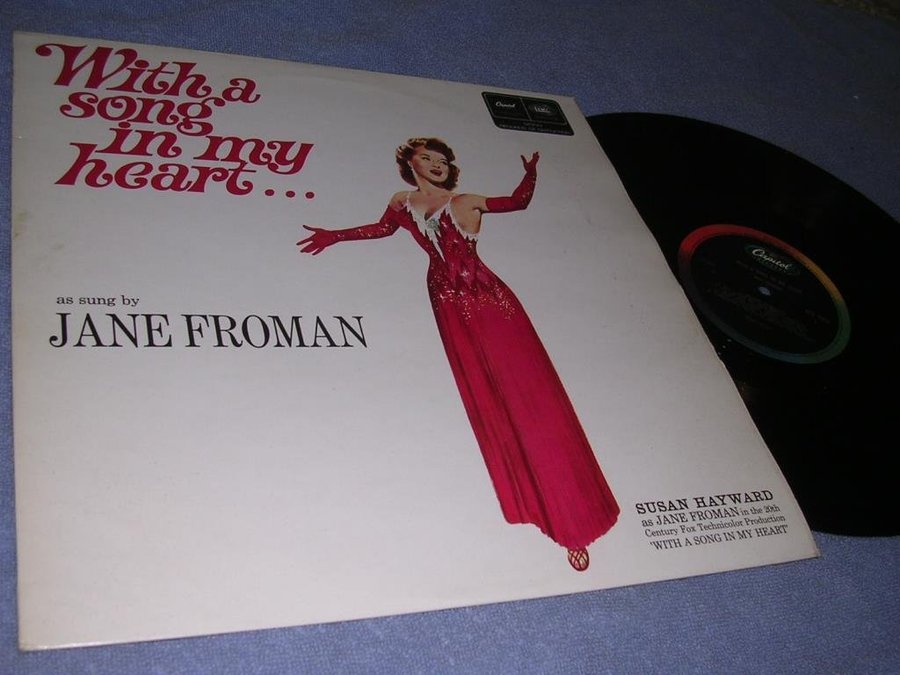 With a
song
in my
heart...
as sung by
JANE FROMAN
Capitol
SUSAN HAYWARD
as JANE FROMAN in the 20th
Century Fox Technicolor Production
'WITH A SONG IN MY HEART'
Capitol